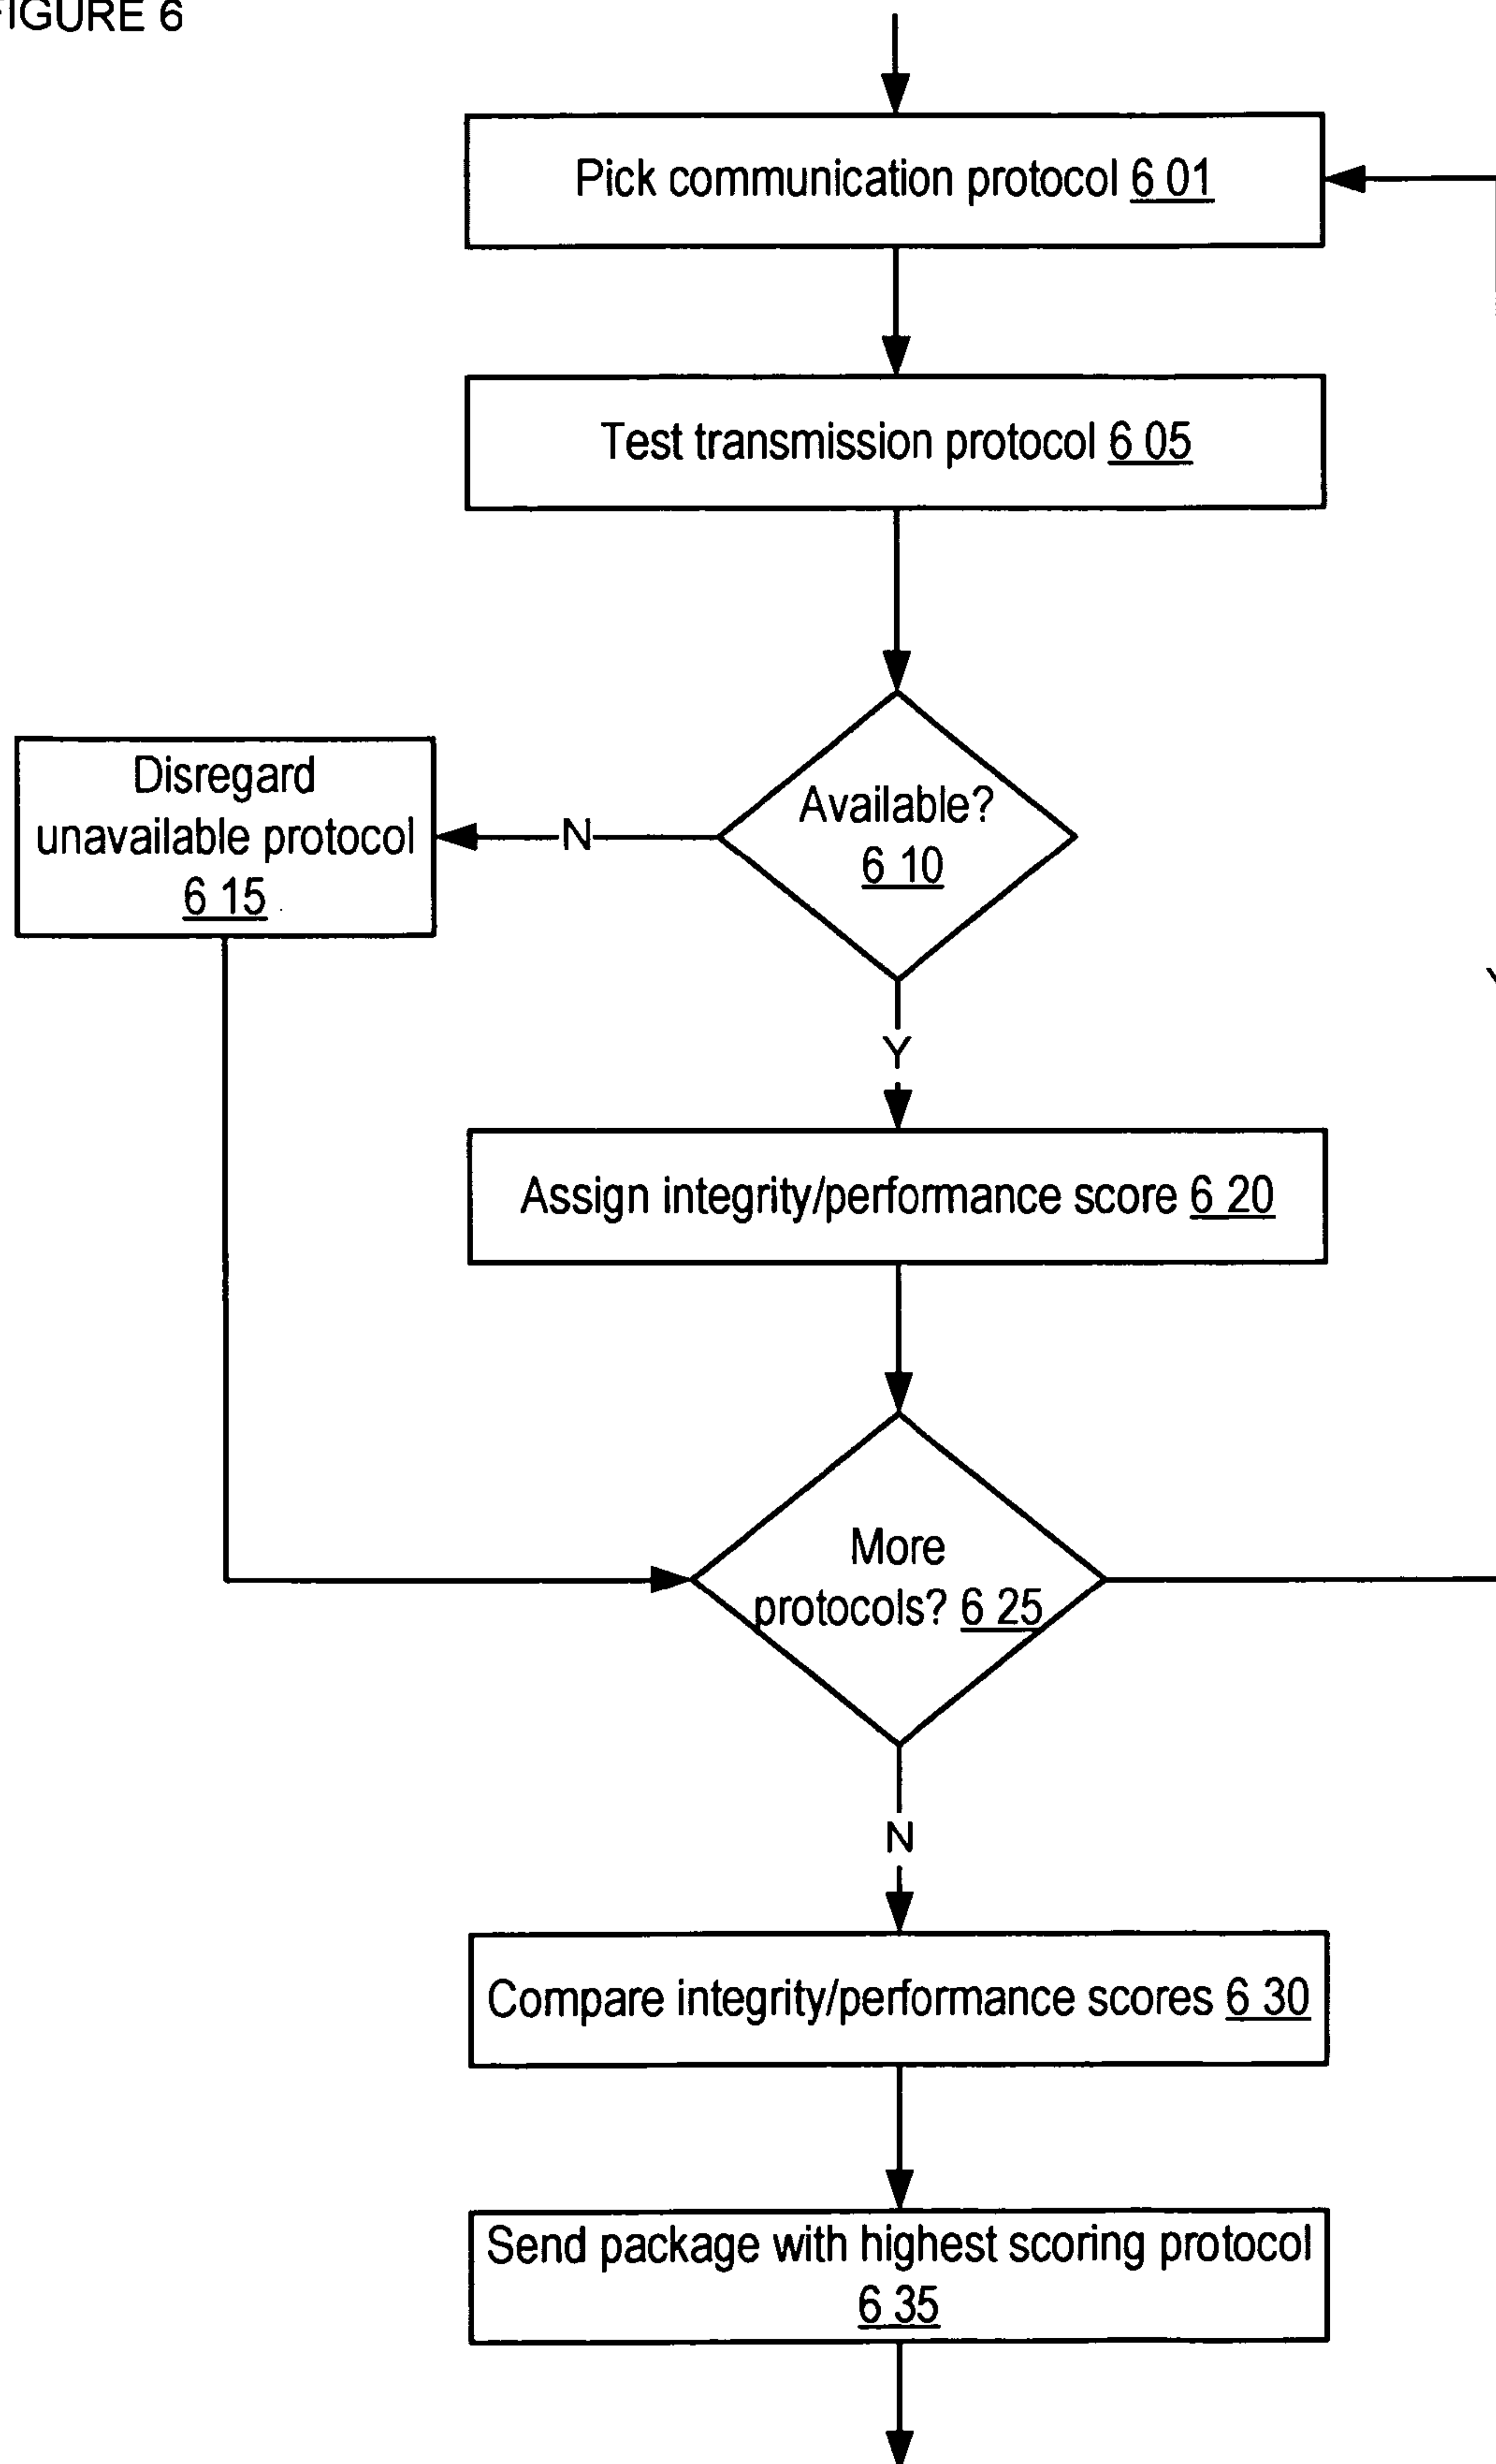 FIGURE 6
Pick communication protocol 6 01
Test transmission protocol 6 05
Available?
6 10
N
Disregard
unavailable protocol
6 15
Y
Assign integrity/performance score 6 20
More
protocols? 6 25
N
Compare integrity/performance scores 6 30
Send package with highest scoring protocol
6 35